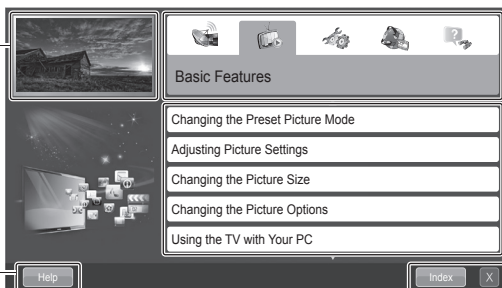 Basic Features
Changing the Preset Picture Mode
Adjusting Picture Settings
Changing the Picture Size
Changing the Picture Options
Using the TV with Your PC
Help
Index
X